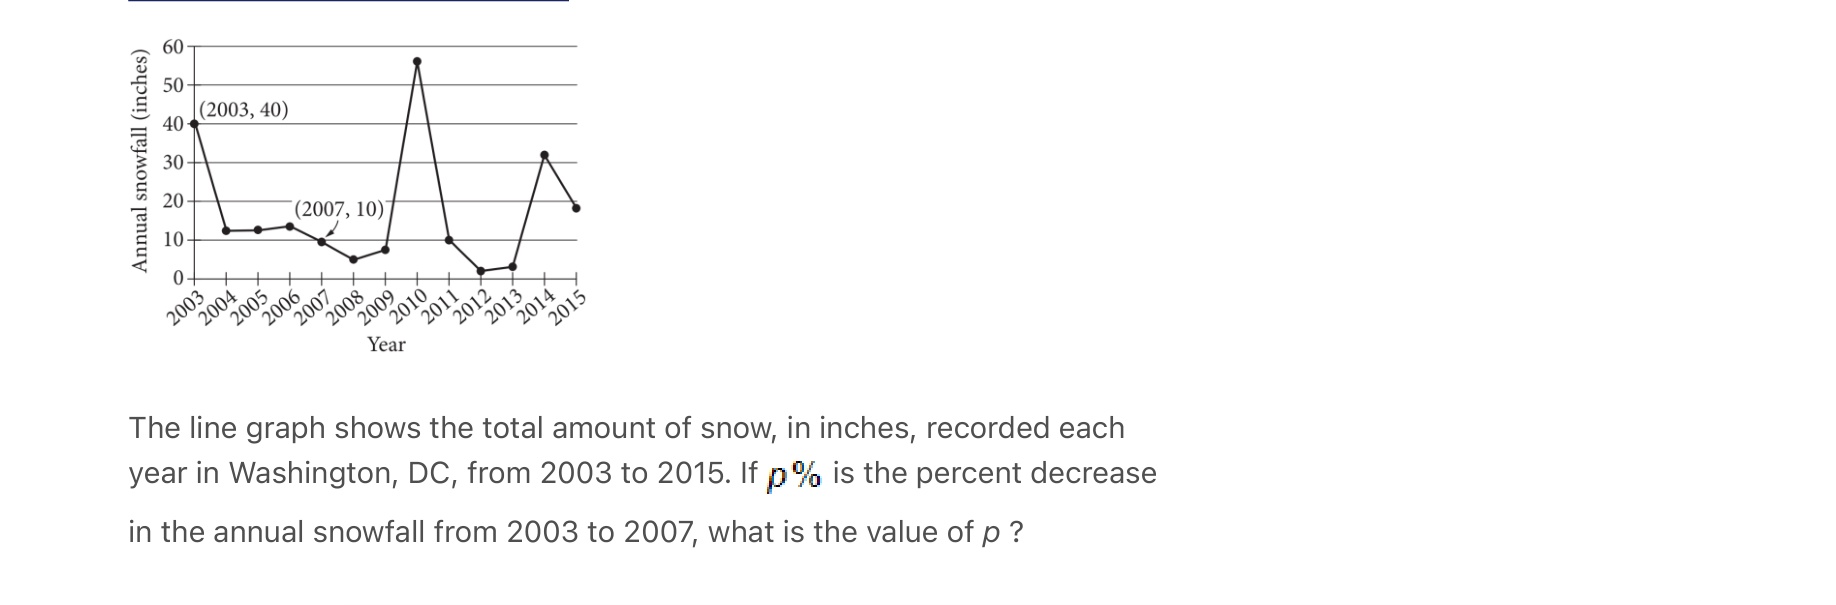 60
50
(2003, 40)
40
30
20
(2007, 10)
10
0
Annual snowfall (inches)
2003 2004 2005 2006 2007 2008 2009 2010 2011 2012 2013 2014 2015
Year
The line graph shows the total amount of snow, in inches, recorded each
year in Washington, DC, from 2003 to 2015. If p% is the percent decrease
in the annual snowfall from 2003 to 2007, what is the value of p ?